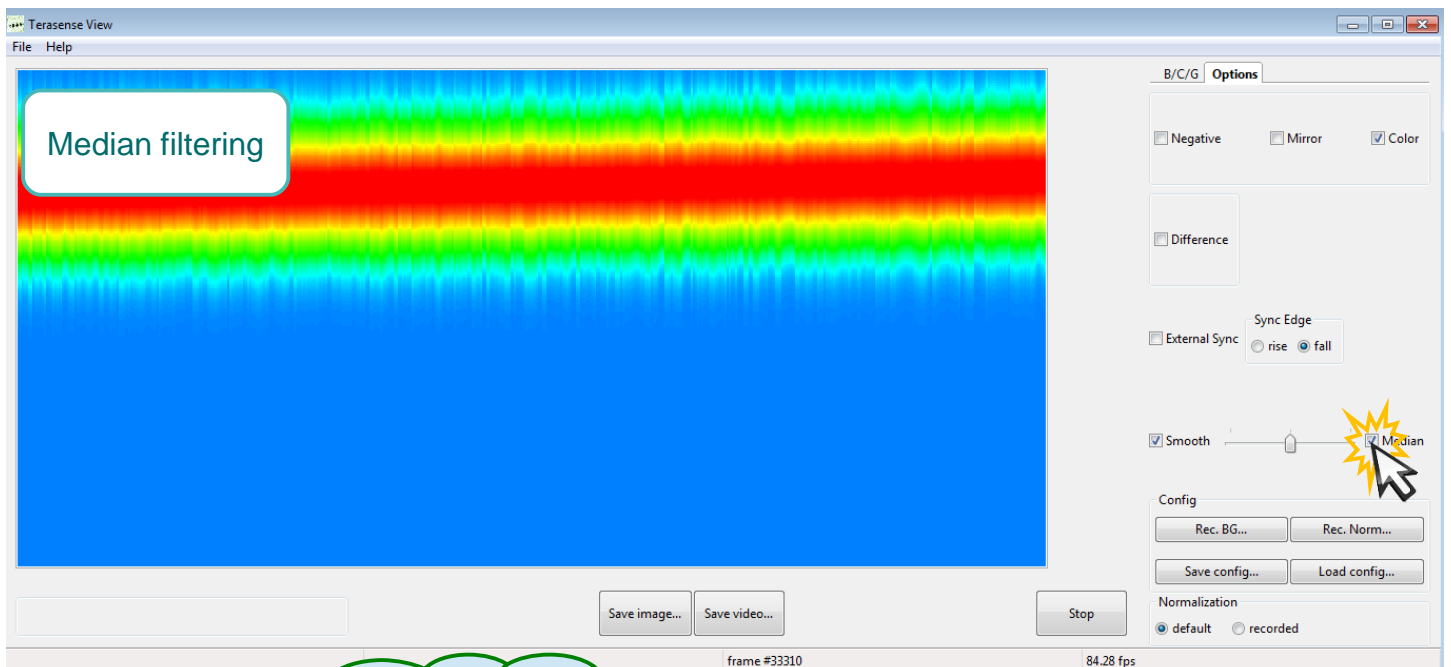 Terasense View
File Help
B/C/G Options
Median filtering
Negative Mirror Color
Difference
Sync Edge
External Sync rise fall
Smooth Median
Config
Rec. BG... Rec. Norm...
Save config... Load config...
Save image... Save video... Stop
Normalization
default recorded
frame #33310 84.28 fps